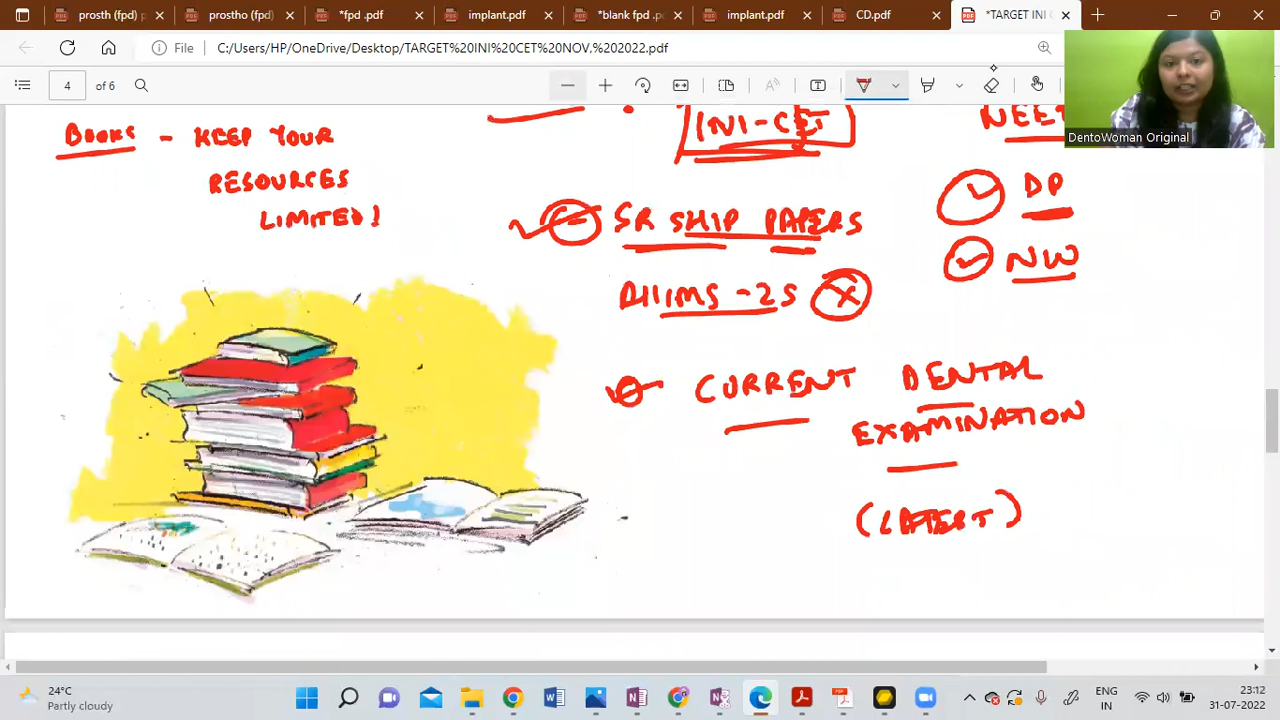 prosth (fpd)
prostho (fpd)
*fpd .pdf
implant.pdf
*blank fpd .pdf
implant.pdf
CD.pdf
*TARGET INI C
File
C:/Users/HP/OneDrive/Desktop/TARGET%20INI%20CET%20NOV.%202022.pdf
4 of 6
DentoWoman Original
BOOKS - KEEP YOUR
RESOURCES
LIMITED!
INI-CET
NEET
SR SHIP PAPERS
AIIMS - 25
DP
NW
CURRENT DENTAL
EXAMINATION
(LATEST)
24°C
Partly cloudy
ENG
IN
23:12
31-07-2022